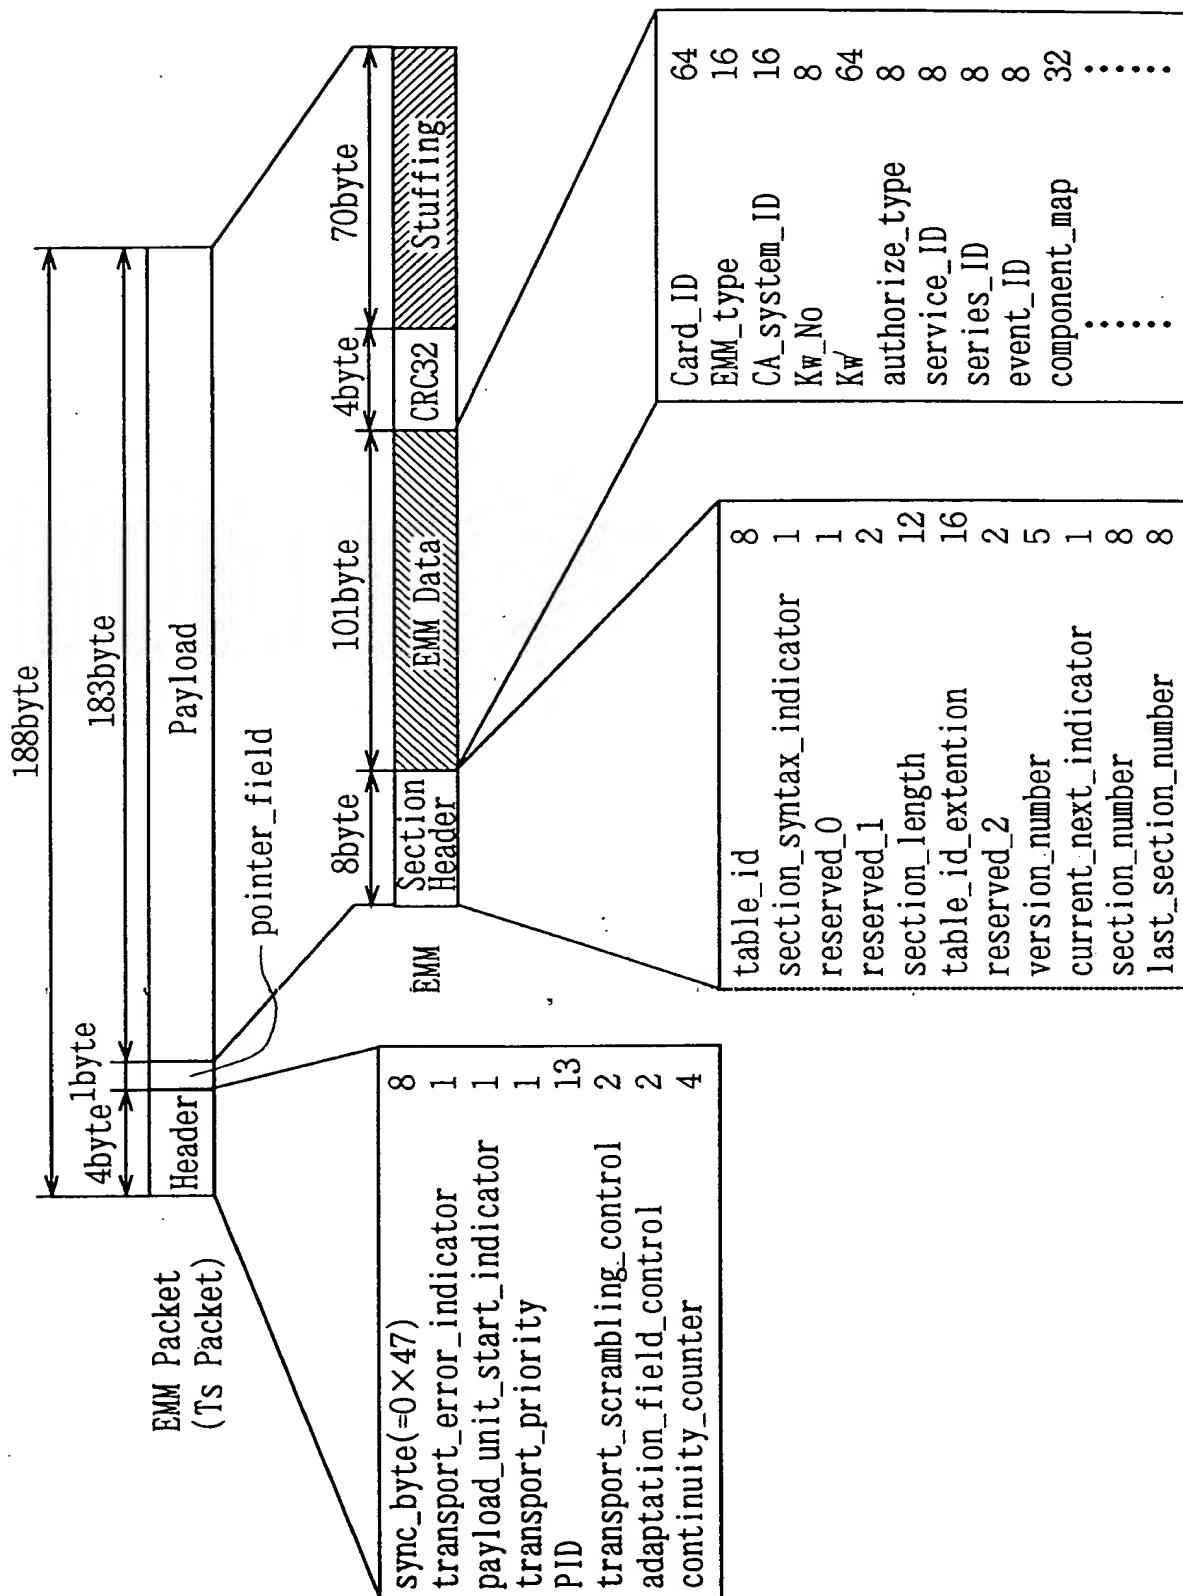 188byte
4byte 1byte 183byte
EMM Packet
(Ts Packet)
Header
Payload
pointer_field
8byte 101byte 4byte 70byte
EMM
Section
Header
EMM Data
CRC32
Stuffing
sync_byte(=0×47) 8
transport_error_indicator 1
payload_unit_start_indicator 1
transport_priority 1
PID 13
transport_scrambling_control 2
adaptation_field_control 2
continuity_counter 4
table_id 8
section_syntax_indicator 1
reserved_0 1
reserved_1 2
section_length 12
table_id_extention 16
reserved_2 2
version_number 5
current_next_indicator 1
section_number 8
last_section_number 8
Card_ID 64
EMM_type 16
CA_system_ID 16
Kw_No 8
Kw' 64
authorize_type 8
service_ID 8
series_ID 8
event_ID 8
component_map 32